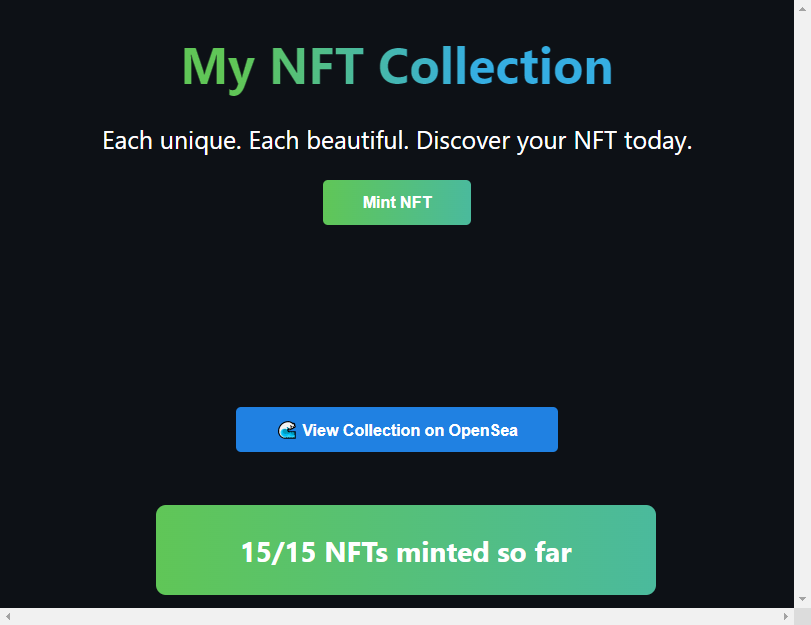 My NFT Collection
Each unique. Each beautiful. Discover your NFT today.
Mint NFT
🌊 View Collection on OpenSea
15/15 NFTs minted so far